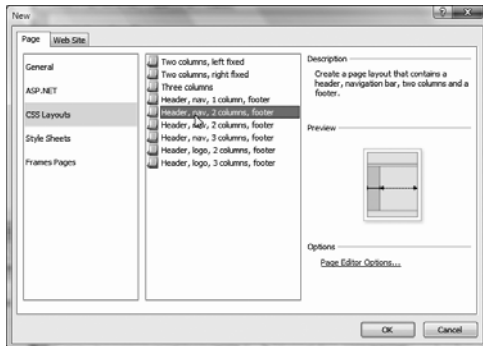 New
Page
Web Site
General
ASP.NET
CSS Layouts
Style Sheets
Frames Pages
Two columns, left fixed
Two columns, right fixed
Three columns
Header, nav, 1 column, footer
Header, nav, 2 columns, footer
Header, nav, 2 columns, footer
Header, nav, 3 columns, footer
Header, logo, 2 columns, footer
Header, logo, 3 columns, footer
Description
Create a page layout that contains a
header, navigation bar, two columns and a
footer.
Preview
Options
Page Editor Options...
OK
Cancel